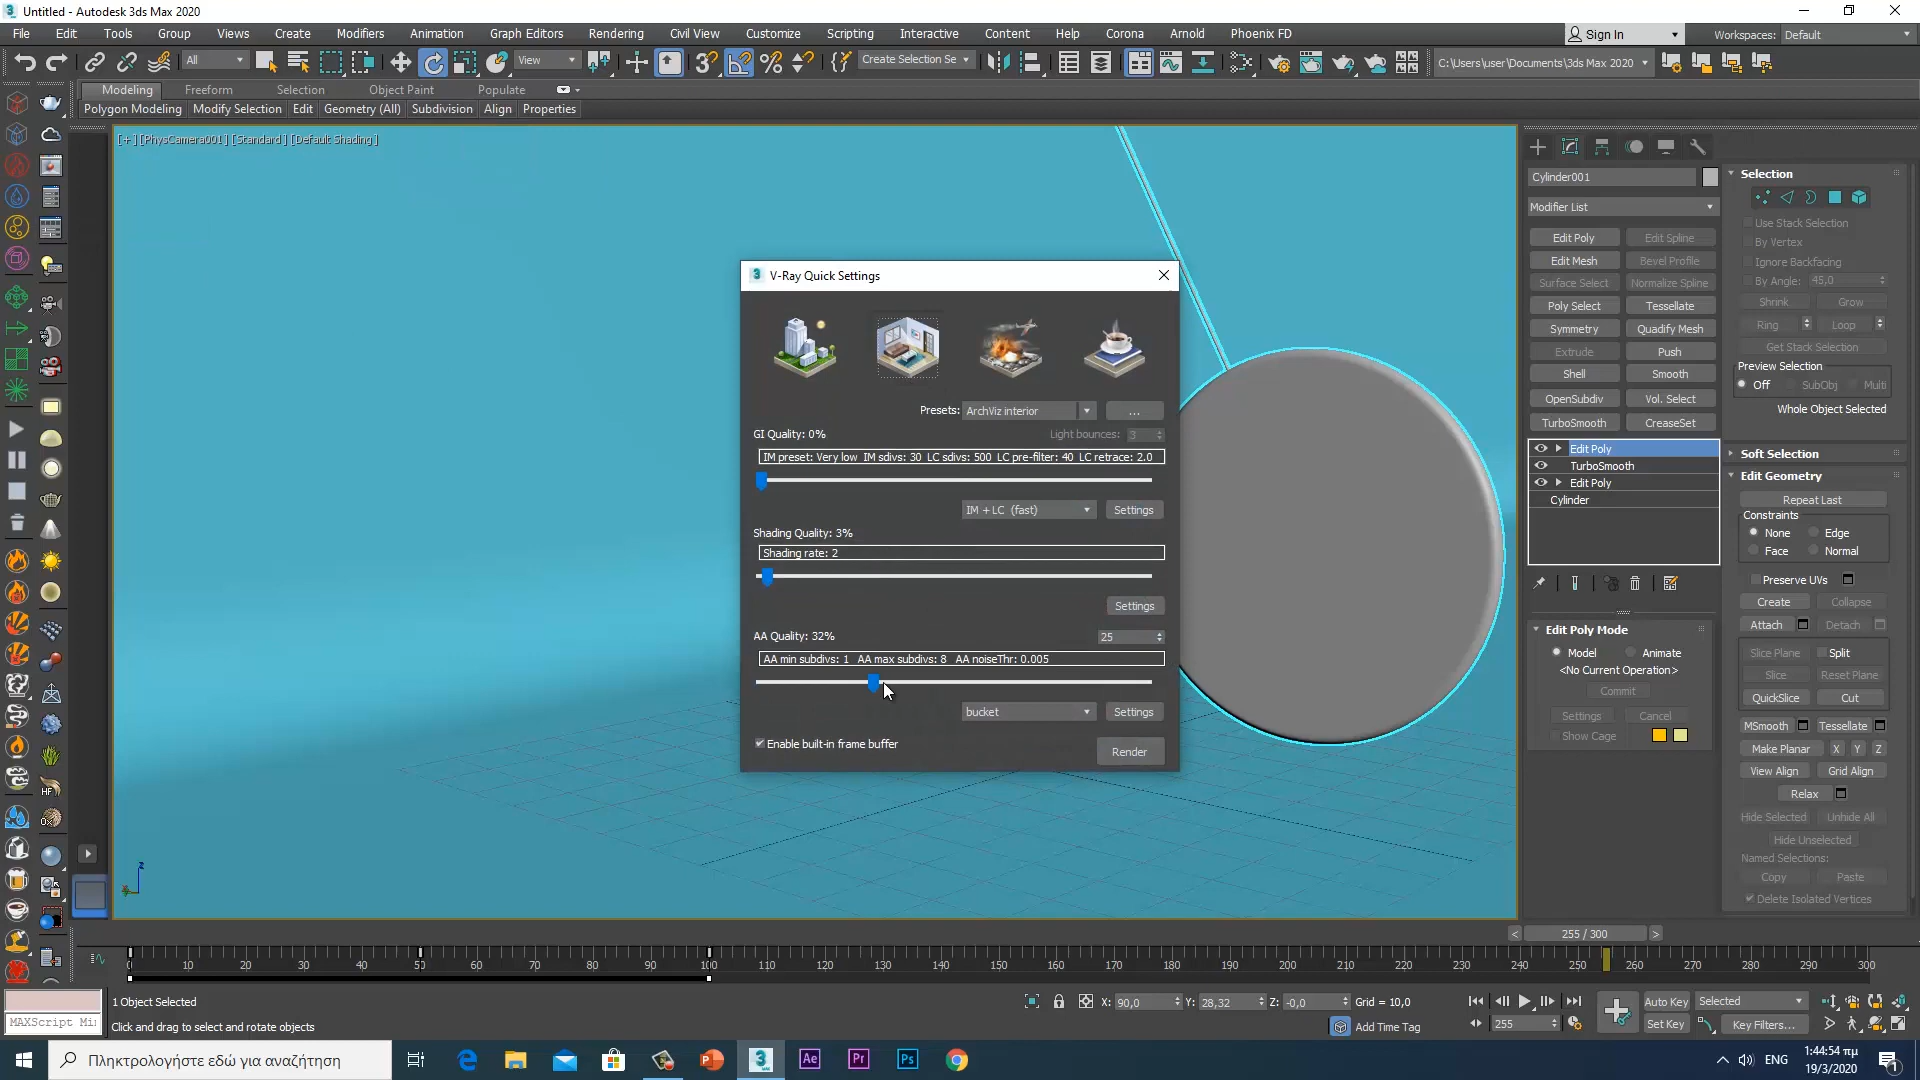 Untitled - Autodesk 3ds Max 2020
File Edit Tools Group Views Create Modifiers Animation Graph Editors Rendering Civil View Customize Scripting Interactive Content Help Corona Arnold Phoenix FD Sign In Workspaces: Default
All View Create Selection Se C:\Users\user\Documents\3ds Max 2020
Modeling Freeform Selection Object Paint Populate
Polygon Modeling Modify Selection Edit Geometry (All) Subdivision Align Properties
[+] [PhysCamera001] [Standard] [Default Shading]
V-Ray Quick Settings
Presets: ArchViz interior ...
GI Quality: 0% Light bounces: 3
IM preset: Very low IM sdivs: 30 LC sdivs: 500 LC pre-filter: 40 LC retrace: 2.0
IM +LC (fast) Settings
Shading Quality: 3%
Shading rate: 2
Settings
AA Quality: 32% 25
AA min subdivs: 1 AA max subdivs: 8 AA noiseThr: 0.005
bucket Settings
Enable built-in frame buffer
Render
Cylinder001
Modifier List
Edit Poly Edit Spline
Edit Mesh Bevel Profile
Surface Select Normalize Spline
Poly Select Tessellate
Symmetry Quadify Mesh
Extrude Push
Shell Smooth
OpenSubdiv Vol. Select
TurboSmooth CreaseSet
Edit Poly
TurboSmooth
Edit Poly
Cylinder
Edit Poly Mode
Model Animate
<No Current Operation>
Commit
Settings Cancel
Show Cage
Selection
Use Stack Selection
By Vertex
Ignore Backfacing
By Angle: 45,0
Shrink Grow
Ring Loop
Get Stack Selection
Preview Selection
Off SubObj Multi
Whole Object Selected
Soft Selection
Edit Geometry
Repeat Last
Constraints
None Edge
Face Normal
Preserve UVs
Create Collapse
Attach Detach
Slice Plane Split
Slice Reset Plane
QuickSlice Cut
MSmooth Tessellate
Make Planar X Y Z
View Align Grid Align
Relax
Hide Selected Unhide All
Hide Unselected
Named Selections:
Copy Paste
Delete Isolated Vertices
z
< 255 / 300 >
0 10 20 30 40 50 60 70 80 90 100 110 120 130 140 150 160 170 180 190 200 210 220 230 240 250 260 270 280 290 300
1 Object Selected X: 90,0 Y: 28,32 Z: -0,0 Grid = 10,0 Auto Key Selected
MAXScript Mi
Click and drag to select and rotate objects Add Time Tag 255 Set Key Key Filters...
Πληκτρολογήστε εδώ για αναζήτηση
Ae Pr Ps
ENG
1:44:54 πμ
19/3/2020
1